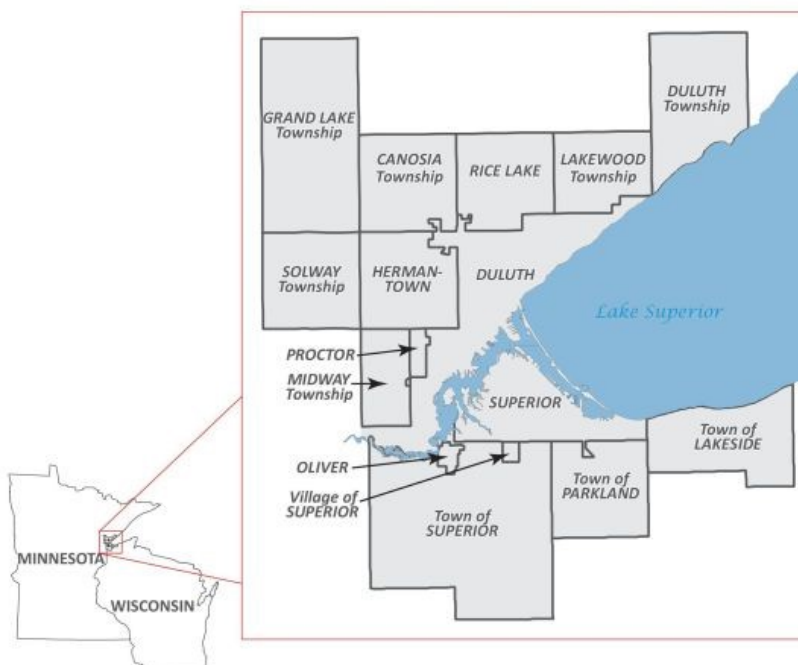 DULUTH
Township
GRAND LAKE
Township
CANOSIA
Township
RICE LAKE
LAKEWOOD
Township
SOLWAY
Township
HERMAN-
TOWN
DULUTH
Lake Superior
PROCTOR
MIDWAY
Township
SUPERIOR
Town of
LAKESIDE
OLIVER
Village of
SUPERIOR
Town of
SUPERIOR
Town of
PARKLAND
MINNESOTA
WISCONSIN